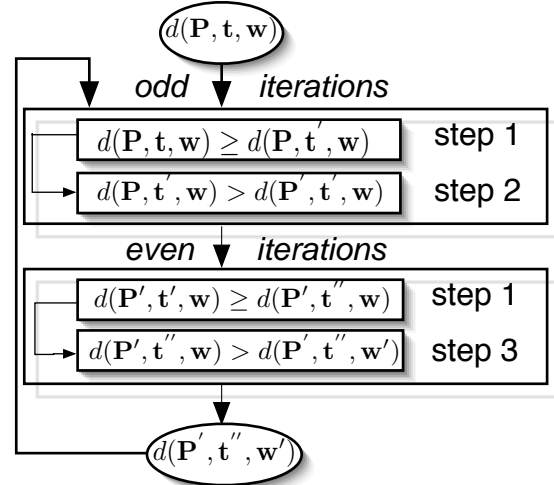 d(P, t, w)
odd iterations
d(P, t, w) ≥ d(P, t′, w) step 1
d(P, t′, w) > d(P′, t′, w) step 2
even iterations
d(P′, t′, w) ≥ d(P′, t′′, w) step 1
d(P′, t′′, w) > d(P′, t′′, w′) step 3
d(P′, t′′, w′)